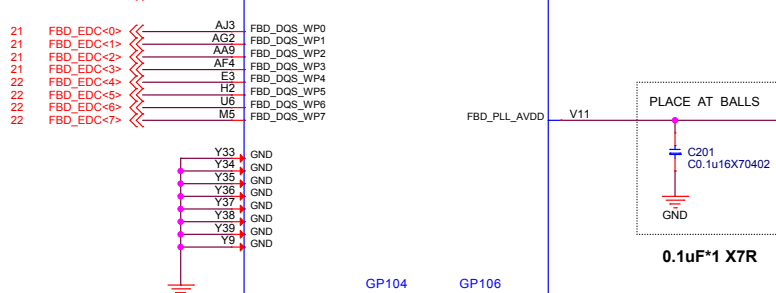 21 FBD_EDC<0> AJ3 FBD_DQS_WP0
21 FBD_EDC<1> AG2 FBD_DQS_WP1
21 FBD_EDC<2> AA9 FBD_DQS_WP2
21 FBD_EDC<3> AF4 FBD_DQS_WP3
22 FBD_EDC<4> E3 FBD_DQS_WP4
22 FBD_EDC<5> H2 FBD_DQS_WP5
22 FBD_EDC<6> U6 FBD_DQS_WP6
22 FBD_EDC<7> M5 FBD_DQS_WP7
FBD_PLL_AVDD V11
PLACE AT BALLS
C201
C0.1u16X70402
GND
0.1uF*1 X7R
Y33 GND
Y34 GND
Y35 GND
Y36 GND
Y37 GND
Y38 GND
Y39 GND
Y9 GND
GP104 GP106